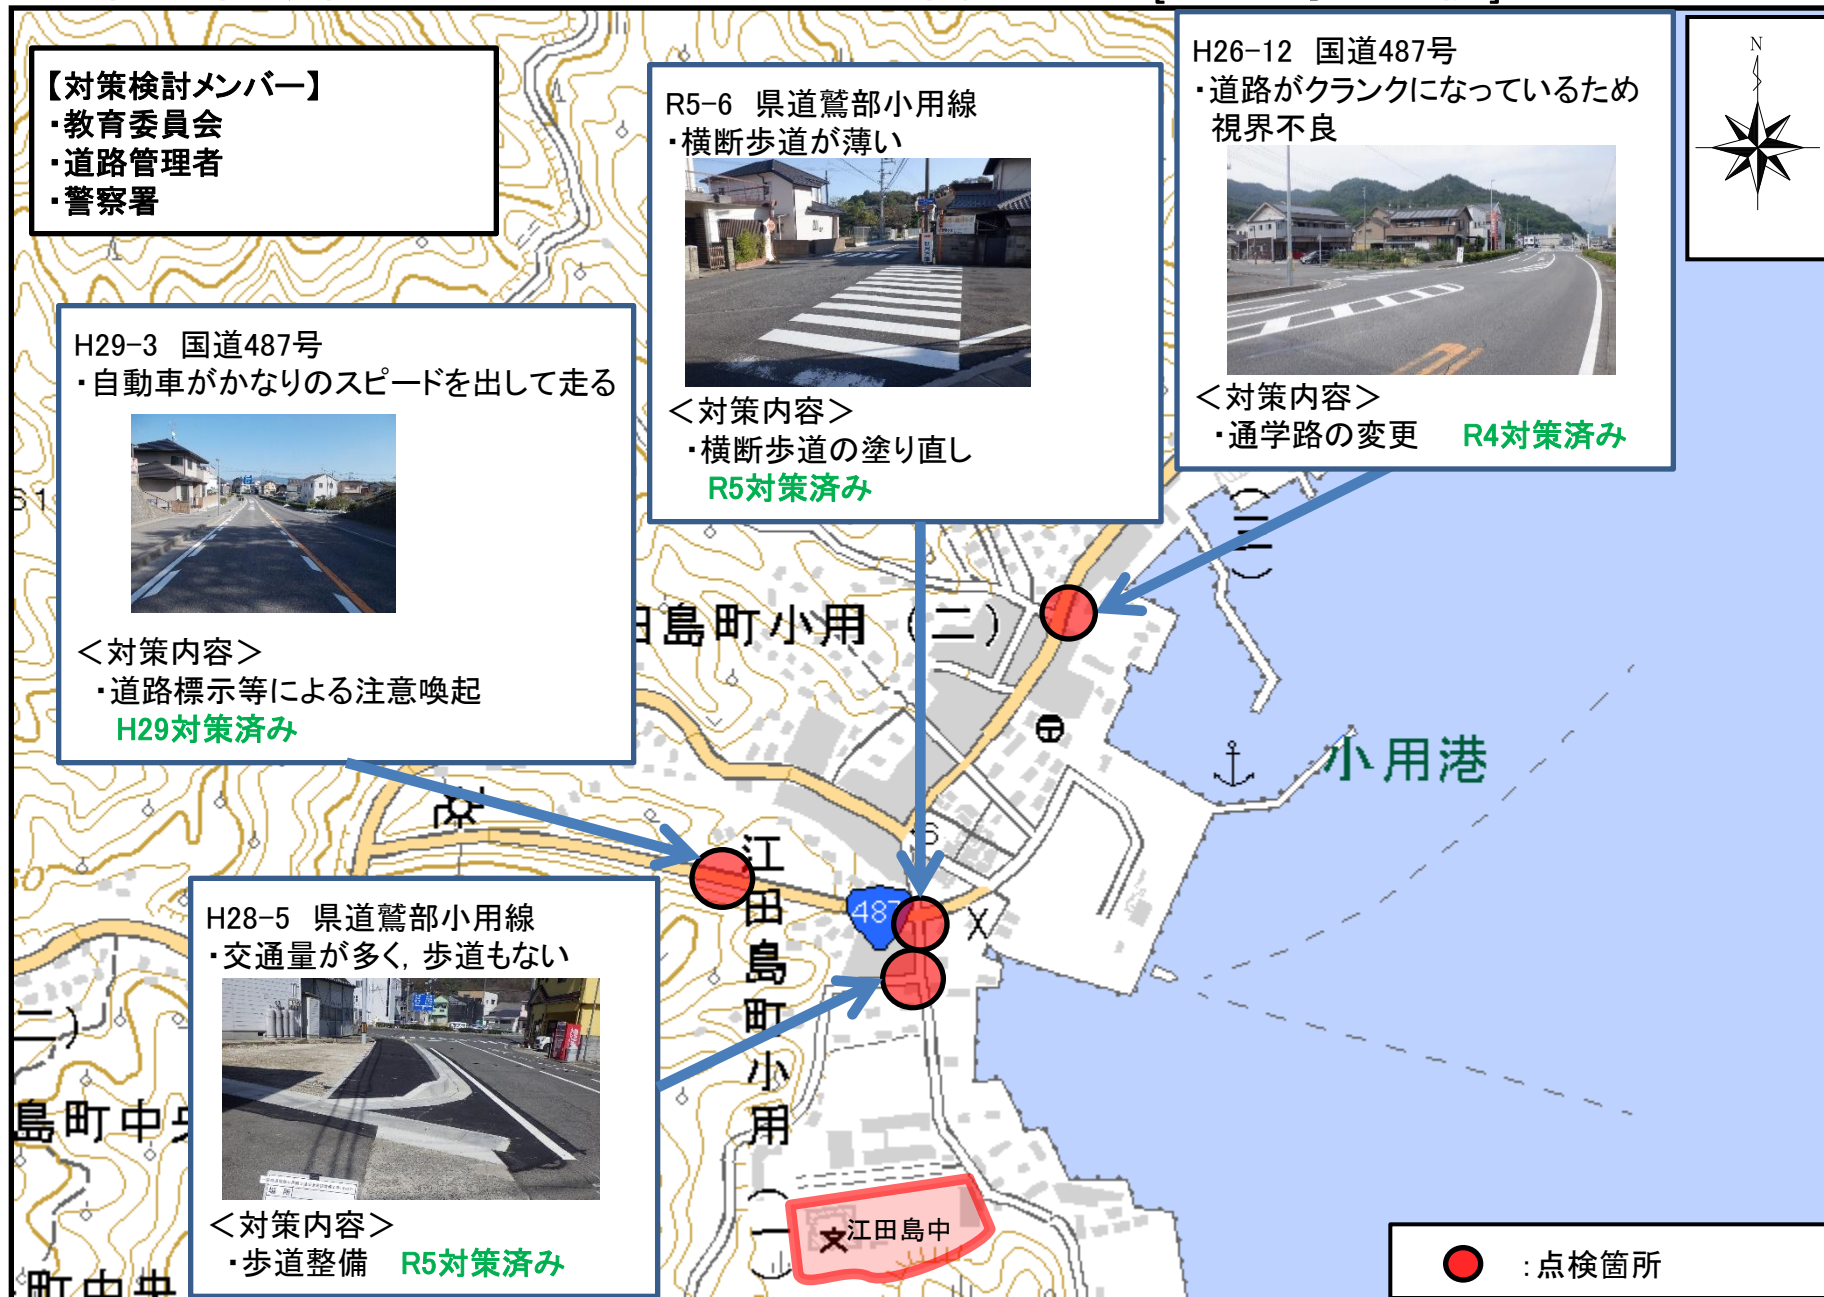 【対策検討メンバー】
・教育委員会
・道路管理者
・警察署
R5-6 県道鷲部小用線
・横断歩道が薄い
＜対策内容＞
・横断歩道の塗り直し
R5対策済み
H26-12 国道487号
・道路がクランクになっているため
視界不良
＜対策内容＞
・通学路の変更 R4対策済み
N
H29-3 国道487号
・自動車がかなりのスピードを出して走る
＜対策内容＞
・道路標示等による注意喚起
H29対策済み
H28-5 県道鷲部小用線
・交通量が多く，歩道もない
＜対策内容＞
・歩道整備 R5対策済み
島町小用（二）
（三）
小用港
江田島町小用（一）
487
島町中央
町中央
二）
江田島中
：点検箇所